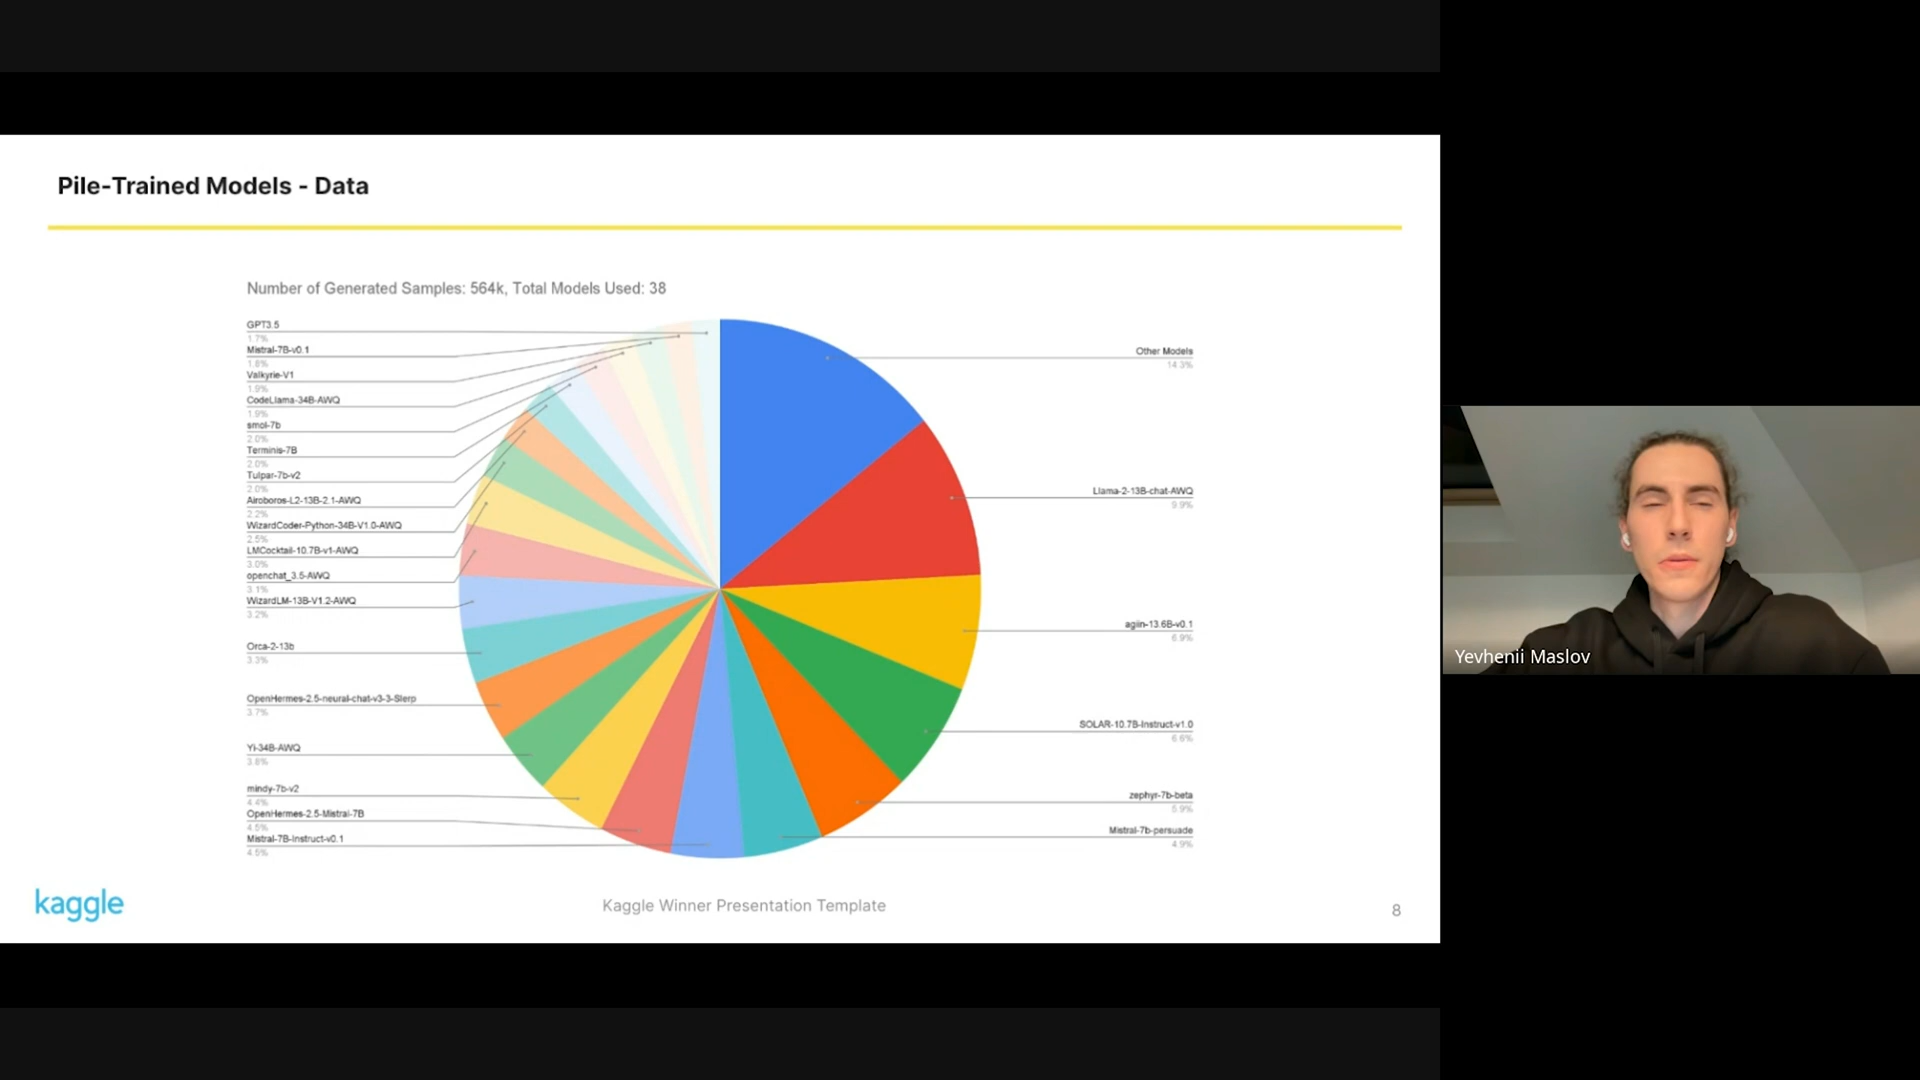 Pile-Trained Models - Data
Number of Generated Samples: 564k, Total Models Used: 38
GPT3.5
1.7%
Mistral-7B-v0.1
1.8%
Valkyrie-V1
1.9%
CodeLlama-34B-AWQ
1.9%
smol-7b
2.0%
Terminis-7B
2.0%
Tulpar-7b-v2
2.0%
Airoboros-L2-13B-2.1-AWQ
2.2%
WizardCoder-Python-34B-V1.0-AWQ
2.5%
LMCocktail-10.7B-v1-AWQ
3.0%
openchat_3.5-AWQ
3.1%
WizardLM-13B-V1.2-AWQ
3.2%
Orca-2-13b
3.3%
OpenHermes-2.5-neural-chat-v3-3-Slerp
3.7%
Yi-34B-AWQ
3.8%
mindy-7b-v2
4.4%
OpenHermes-2.5-Mistral-7B
4.5%
Mistral-7B-Instruct-v0.1
4.5%
Other Models
14.3%
Llama-2-13B-chat-AWQ
9.9%
agiin-13.6B-v0.1
6.9%
SOLAR-10.7B-Instruct-v1.0
6.6%
zephyr-7b-beta
5.9%
Mistral-7b-persuade
4.9%
kaggle
Kaggle Winner Presentation Template
8
Yevhenii Maslov